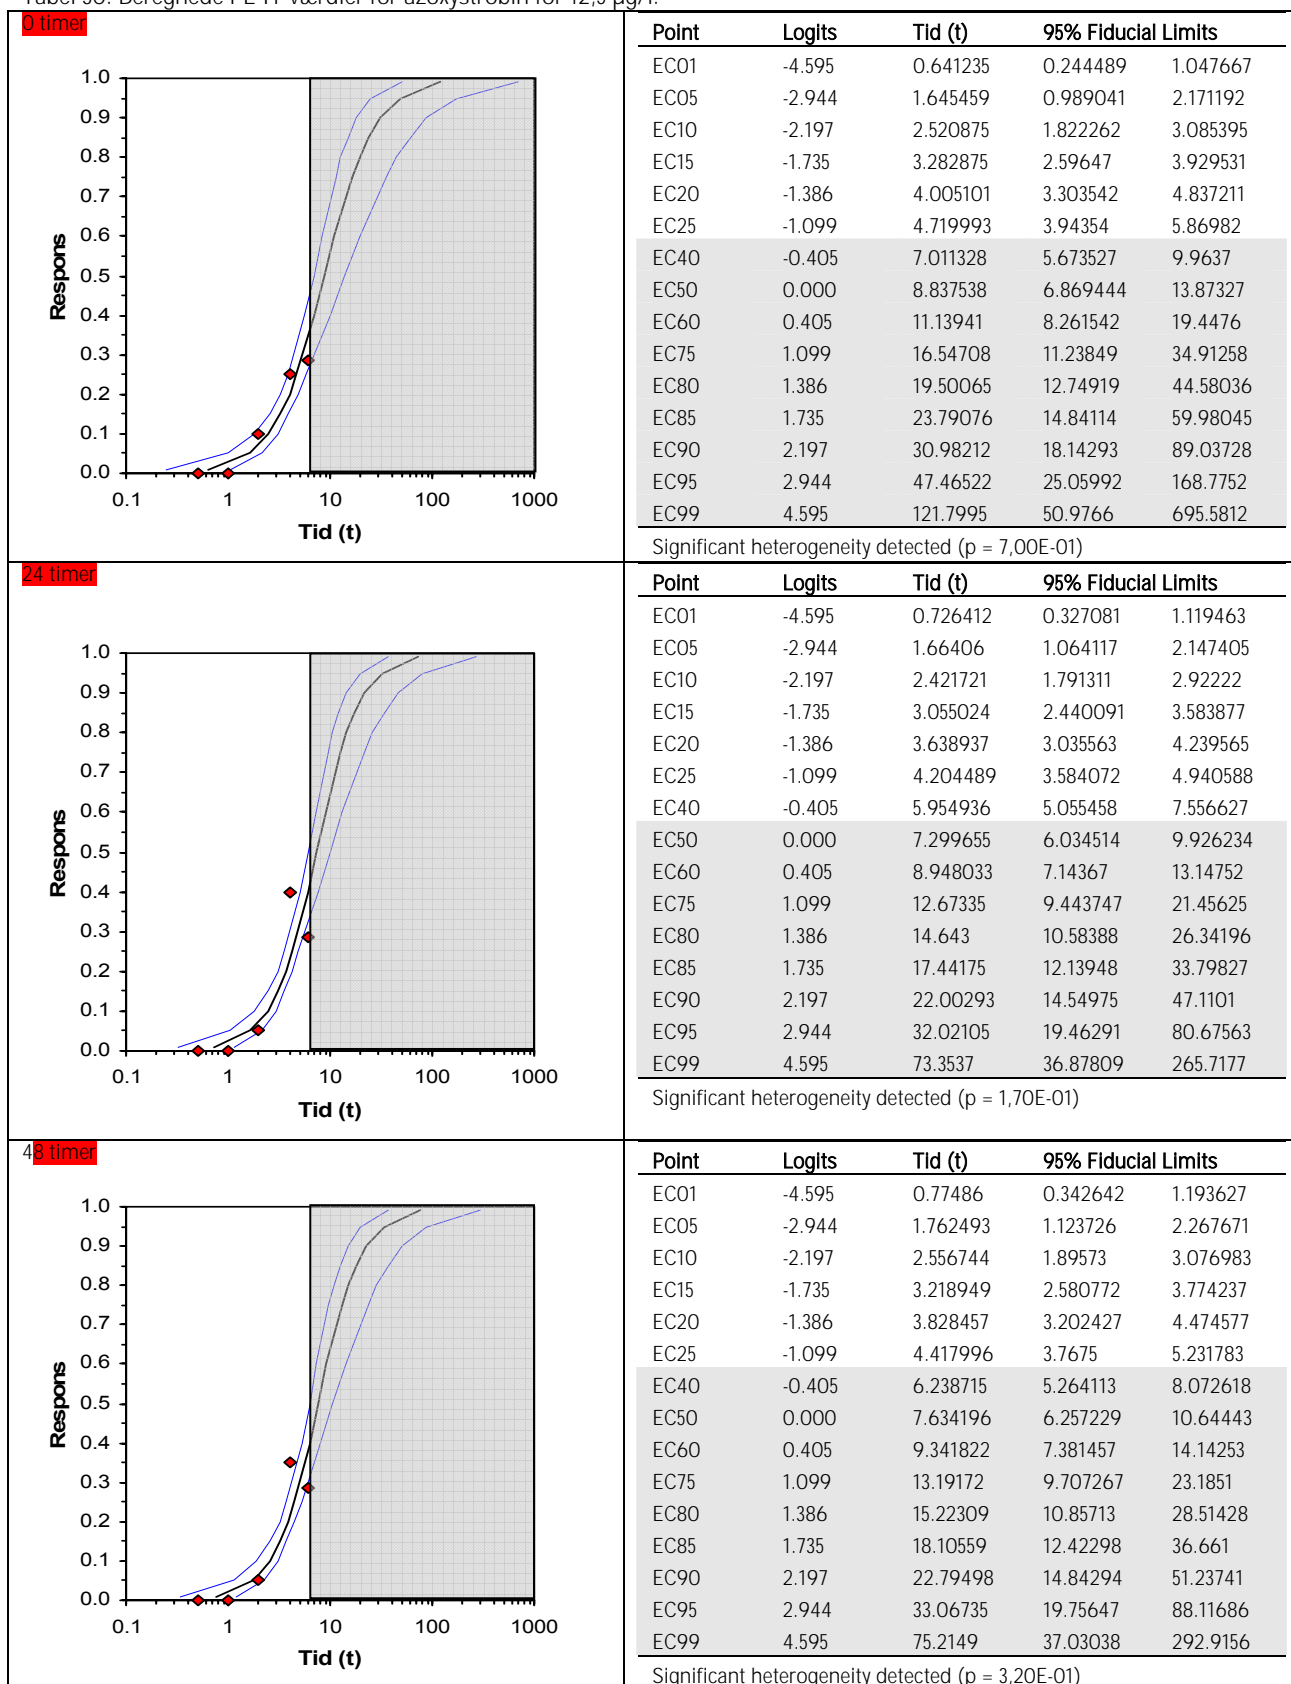 0 timer
1.0
0.9
0.8
0.7
0.6
0.5
0.4
0.3
0.2
0.1
0.0
Respons
0.1 1 10 100 1000
Tid (t)
Point Logits Tid (t) 95% Fiducial Limits
EC01 -4.595 0.641235 0.244489 1.047667
EC05 -2.944 1.645459 0.989041 2.171192
EC10 -2.197 2.520875 1.822262 3.085395
EC15 -1.735 3.282875 2.59647 3.929531
EC20 -1.386 4.005101 3.303542 4.837211
EC25 -1.099 4.719993 3.94354 5.86982
EC40 -0.405 7.011328 5.673527 9.9637
EC50 0.000 8.837538 6.869444 13.87327
EC60 0.405 11.13941 8.261542 19.4476
EC75 1.099 16.54708 11.23849 34.91258
EC80 1.386 19.50065 12.74919 44.58036
EC85 1.735 23.79076 14.84114 59.98045
EC90 2.197 30.98212 18.14293 89.03728
EC95 2.944 47.46522 25.05992 168.7752
EC99 4.595 121.7995 50.9766 695.5812
Significant heterogeneity detected (p = 7,00E-01)
24 timer
1.0
0.9
0.8
0.7
0.6
0.5
0.4
0.3
0.2
0.1
0.0
Respons
0.1 1 10 100 1000
Tid (t)
Point Logits Tid (t) 95% Fiducial Limits
EC01 -4.595 0.726412 0.327081 1.119463
EC05 -2.944 1.66406 1.064117 2.147405
EC10 -2.197 2.421721 1.791311 2.92222
EC15 -1.735 3.055024 2.440091 3.583877
EC20 -1.386 3.638937 3.035563 4.239565
EC25 -1.099 4.204489 3.584072 4.940588
EC40 -0.405 5.954936 5.055458 7.556627
EC50 0.000 7.299655 6.034514 9.926234
EC60 0.405 8.948033 7.14367 13.14752
EC75 1.099 12.67335 9.443747 21.45625
EC80 1.386 14.643 10.58388 26.34196
EC85 1.735 17.44175 12.13948 33.79827
EC90 2.197 22.00293 14.54975 47.1101
EC95 2.944 32.02105 19.46291 80.67563
EC99 4.595 73.3537 36.87809 265.7177
Significant heterogeneity detected (p = 1,70E-01)
48 timer
1.0
0.9
0.8
0.7
0.6
0.5
0.4
0.3
0.2
0.1
0.0
Respons
0.1 1 10 100 1000
Tid (t)
Point Logits Tid (t) 95% Fiducial Limits
EC01 -4.595 0.77486 0.342642 1.193627
EC05 -2.944 1.762493 1.123726 2.267671
EC10 -2.197 2.556744 1.89573 3.076983
EC15 -1.735 3.218949 2.580772 3.774237
EC20 -1.386 3.828457 3.202427 4.474577
EC25 -1.099 4.417996 3.7675 5.231783
EC40 -0.405 6.238715 5.264113 8.072618
EC50 0.000 7.634196 6.257229 10.64443
EC60 0.405 9.341822 7.381457 14.14253
EC75 1.099 13.19172 9.707267 23.1851
EC80 1.386 15.22309 10.85713 28.51428
EC85 1.735 18.10559 12.42298 36.661
EC90 2.197 22.79498 14.84294 51.23741
EC95 2.944 33.06735 19.75647 88.11686
EC99 4.595 75.2149 37.03038 292.9156
Significant heterogeneity detected (p = 3,20E-01)